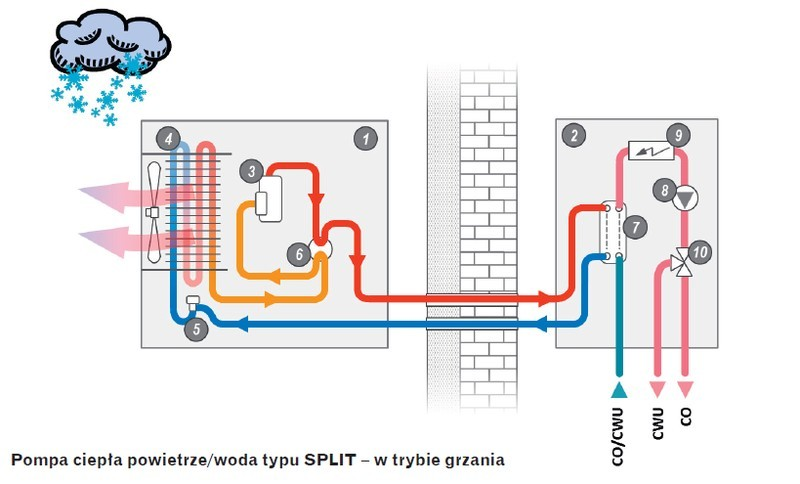 4
1
2
9
3
8
7
6
10
5
CO/CWU
CWU
CO
Pompa ciepła powietrze/woda typu SPLIT – w trybie grzania